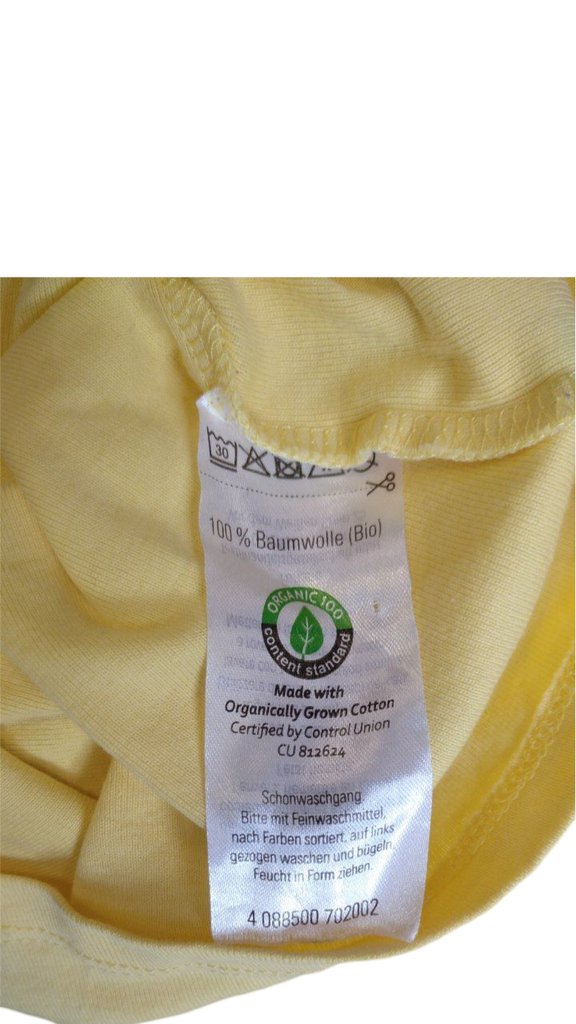 30
100 % Baumwolle (Bio)
ORGANIC 100
content standard
Made with
Organically Grown Cotton
Certified by Control Union
CU 812624
Schonwaschgang.
Bitte mit Feinwaschmittel,
nach Farben sortiert, auf links
gezogen waschen und bügeln.
Feucht in Form ziehen.
4 088500 702002